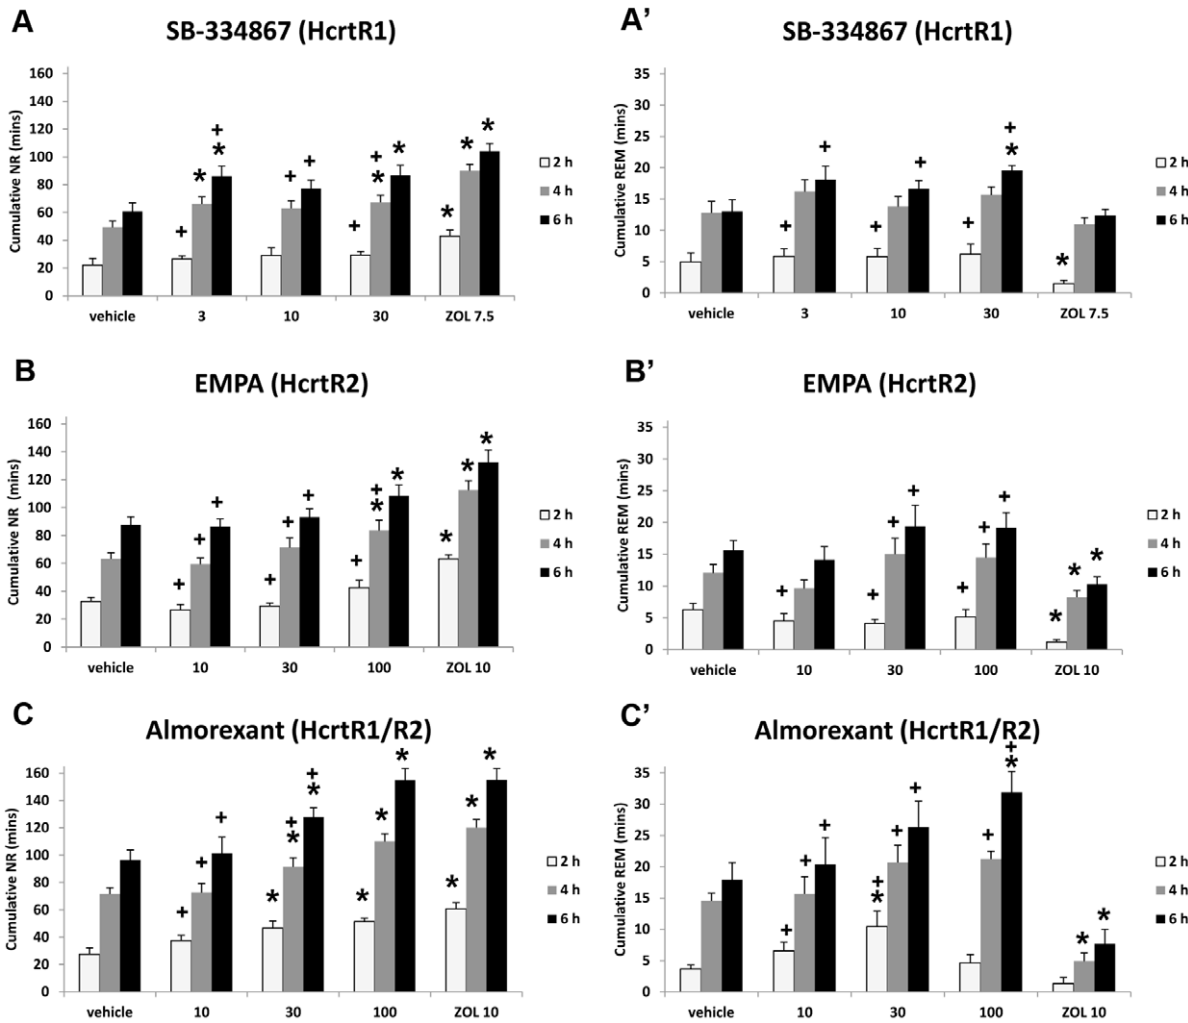 A
SB-334867 (HcrtR1)
Cumulative NR (mins)
160
140
120
100
80
60
40
20
0
+
*
+
*
+
+
+
+
*
+
*
*
*
*
vehicle
3
10
30
ZOL 7.5
2 h
4 h
6 h
A'
SB-334867 (HcrtR1)
Cumulative REM (mins)
35
30
25
20
15
10
5
0
+
+
+
+
+
+
*
*
vehicle
3
10
30
ZOL 7.5
2 h
4 h
6 h
B
EMPA (HcrtR2)
Cumulative NR (mins)
160
140
120
100
80
60
40
20
0
+
+
+
+
+
+
+
+
*
*
*
*
*
vehicle
10
30
100
ZOL 10
2 h
4 h
6 h
B'
EMPA (HcrtR2)
Cumulative REM (mins)
35
30
25
20
15
10
5
0
+
+
+
+
+
+
+
*
*
*
vehicle
10
30
100
ZOL 10
2 h
4 h
6 h
C
Almorexant (HcrtR1/R2)
Cumulative NR (mins)
160
140
120
100
80
60
40
20
0
+
+
+
*
+
*
+
*
*
*
*
*
*
*
vehicle
10
30
100
ZOL 10
2 h
4 h
6 h
C'
Almorexant (HcrtR1/R2)
Cumulative REM (mins)
35
30
25
20
15
10
5
0
+
+
+
+
*
+
+
+
+
*
*
*
vehicle
10
30
100
ZOL 10
2 h
4 h
6 h